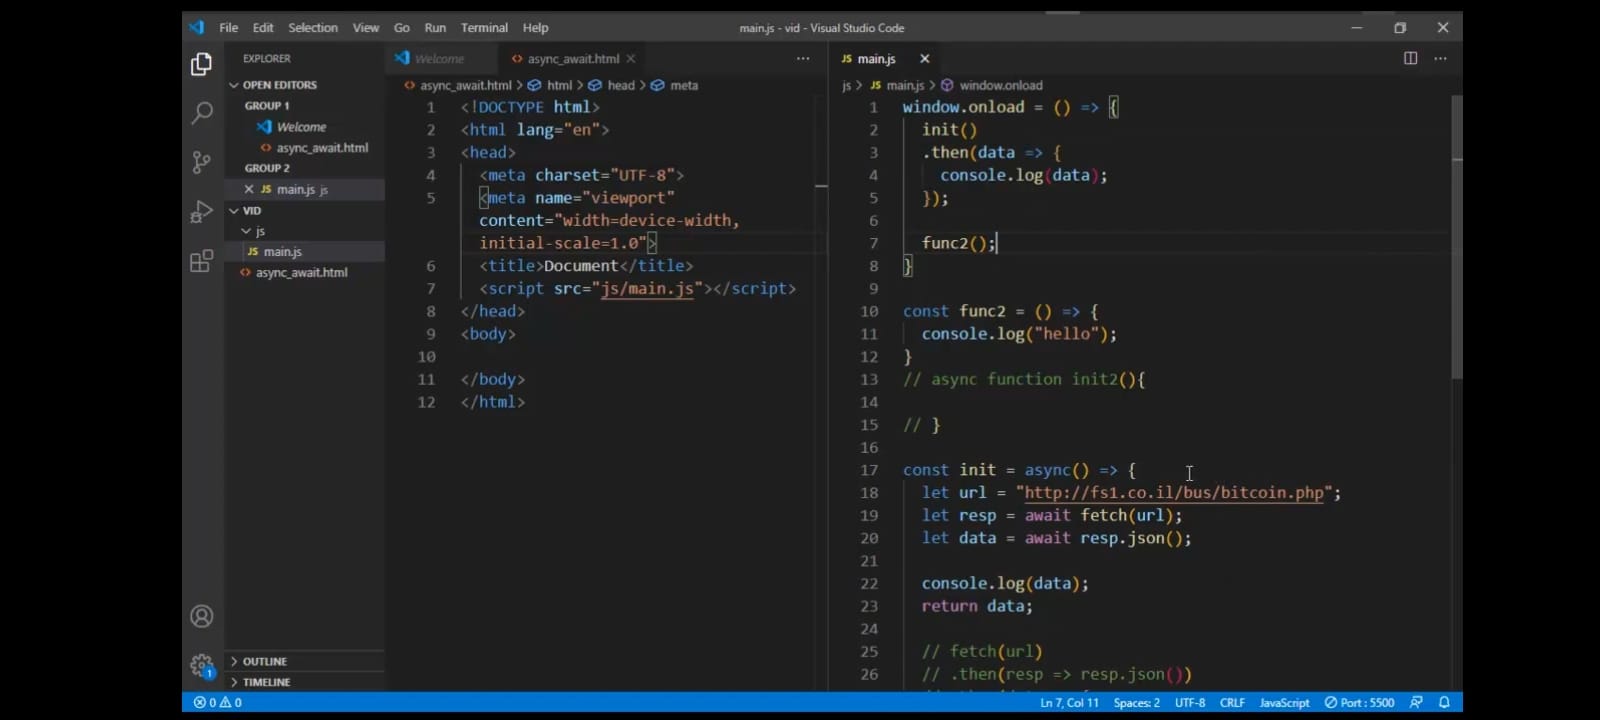 File Edit Selection View Go Run Terminal Help
main.js - vid - Visual Studio Code
EXPLORER
OPEN EDITORS
GROUP 1
Welcome
async_await.html
GROUP 2
JS main.js js
VID
js
JS main.js
async_await.html
OUTLINE
TIMELINE
1
Welcome
async_await.html
async_await.html > html > head > meta
1 <!DOCTYPE html>
2 <html lang="en">
3 <head>
4 <meta charset="UTF-8">
5 <meta name="viewport"
content="width=device-width,
initial-scale=1.0">
6 <title>Document</title>
7 <script src="js/main.js"></script>
8 </head>
9 <body>
10
11 </body>
12 </html>
JS main.js
js > JS main.js > window.onload
1 window.onload = () => {
2 init()
3 .then(data => {
4 console.log(data);
5 });
6
7 func2();
8 }
9
10 const func2 = () => {
11 console.log("hello");
12 }
13 // async function init2(){
14
15 // }
16
17 const init = async() => {
18 let url = "http://fs1.co.il/bus/bitcoin.php";
19 let resp = await fetch(url);
20 let data = await resp.json();
21
22 console.log(data);
23 return data;
24
25 // fetch(url)
26 // .then(resp => resp.json())
0 0 Ln 7, Col 11 Spaces: 2 UTF-8 CRLF JavaScript Port : 5500